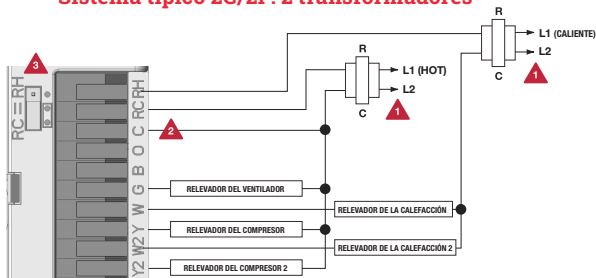 Sistema típico 2C/2F: 2 transformadores
R
L1 (CALIENTE)
L2
C
1
R
L1 (HOT)
L2
C
1
3
RC = RH
2
RH
RC
C
O
B
G
W
Y
W2
Y2
RELEVADOR DEL VENTILADOR
RELEVADOR DE LA CALEFACCIÓN
RELEVADOR DEL COMPRESOR
RELEVADOR DE LA CALEFACCIÓN 2
RELEVADOR DEL COMPRESOR 2